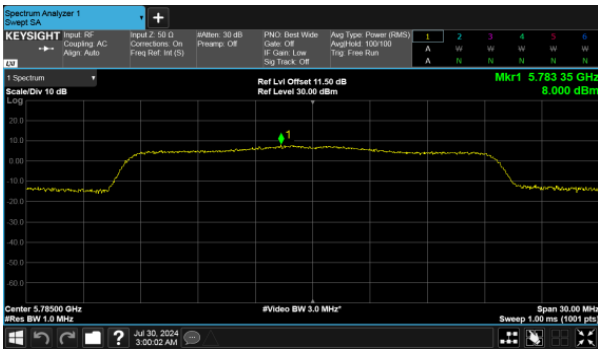 Spectrum Analyzer 1
Swept SA
+
KEYSIGHT Input: RF Input Z: 50 Ω #Atten: 30 dB PNO: Best Wide Avg Type: Power (RMS) 1 2 3 4 5 6
Coupling: AC Corrections: On Preamp: Off Gate: Off Avg|Hold: 100/100 A W W W W W
Align: Auto Freq Ref: Int (S) IF Gain: Low Trig: Free Run
Sig Track: Off A N N N N N
LXI
1 Spectrum
Scale/Div 10 dB
Ref Lvl Offset 11.50 dB
Ref Level 30.00 dBm
Mkr1 5.783 35 GHz
8.000 dBm
Log
20.0
10.0
0.00
-10.0
-20.0
-30.0
-40.0
-50.0
-60.0
1
Center 5.78500 GHz #Video BW 3.0 MHz* Span 30.00 MHz
#Res BW 1.0 MHz Sweep 1.00 ms (1001 pts)
? Jul 30, 2024
3:00:02 AM